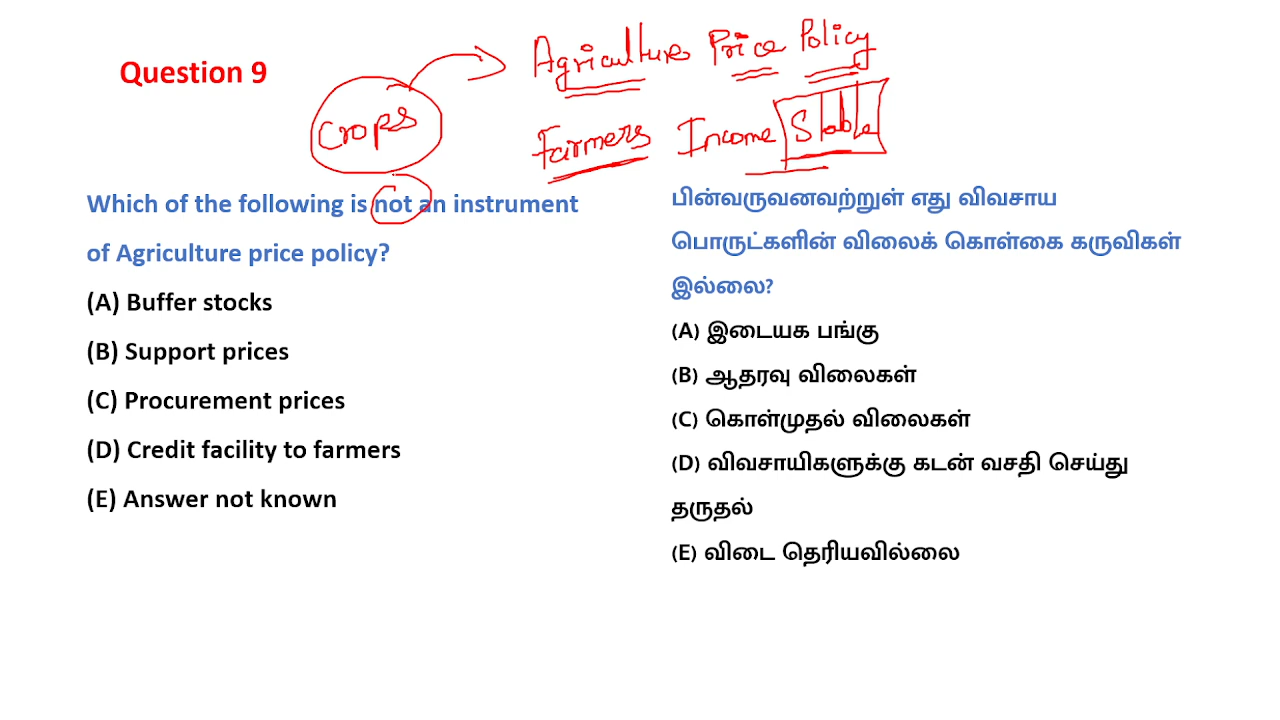 Question 9
Crops
Agriculture Price Policy
Farmers Income Stable
Which of the following is not an instrument
of Agriculture price policy?
(A) Buffer stocks
(B) Support prices
(C) Procurement prices
(D) Credit facility to farmers
(E) Answer not known
பின்வருவனவற்றுள் எது விவசாய
பொருட்களின் விலைக் கொள்கை கருவிகள்
இல்லை?
(A) இடையக பங்கு
(B) ஆதரவு விலைகள்
(C) கொள்முதல் விலைகள்
(D) விவசாயிகளுக்கு கடன் வசதி செய்து
தருதல்
(E) விடை தெரியவில்லை